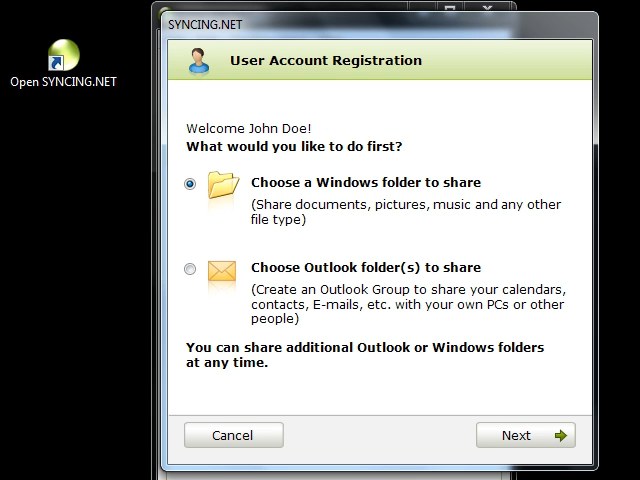 SYNCING.NET
Open SYNCING.NET
User Account Registration
Welcome John Doe!
What would you like to do first?
Choose a Windows folder to share
(Share documents, pictures, music and any other
file type)
Choose Outlook folder(s) to share
(Create an Outlook Group to share your calendars,
contacts, E-mails, etc. with your own PCs or other
people)
You can share additional Outlook or Windows folders
at any time.
Cancel
Next